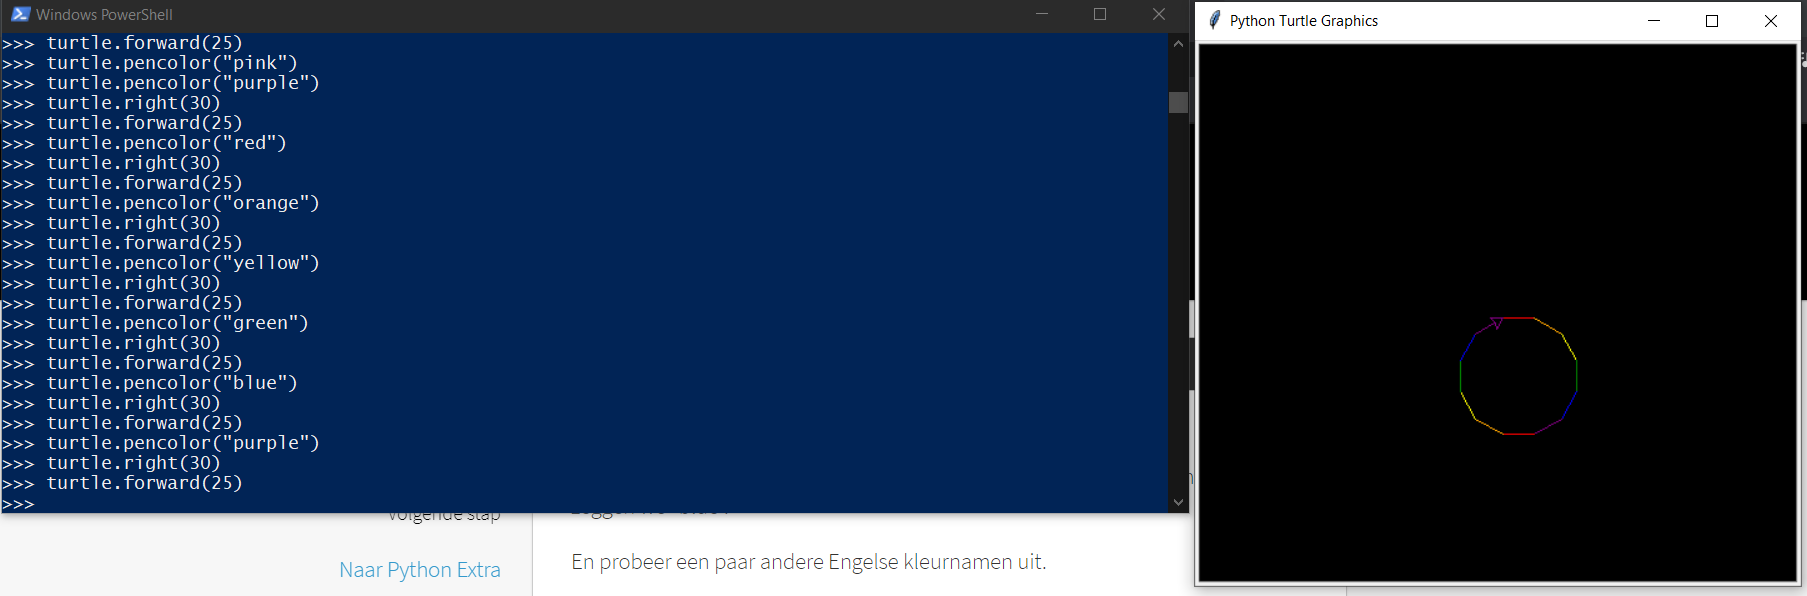 Windows PowerShell
>>> turtle.forward(25)
>>> turtle.pencolor("pink")
>>> turtle.pencolor("purple")
>>> turtle.right(30)
>>> turtle.forward(25)
>>> turtle.pencolor("red")
>>> turtle.right(30)
>>> turtle.forward(25)
>>> turtle.pencolor("orange")
>>> turtle.right(30)
>>> turtle.forward(25)
>>> turtle.pencolor("yellow")
>>> turtle.right(30)
>>> turtle.forward(25)
>>> turtle.pencolor("green")
>>> turtle.right(30)
>>> turtle.forward(25)
>>> turtle.pencolor("blue")
>>> turtle.right(30)
>>> turtle.forward(25)
>>> turtle.pencolor("purple")
>>> turtle.right(30)
>>> turtle.forward(25)
>>>
Python Turtle Graphics
volgende stap
Naar Python Extra
En probeer een paar andere Engelse kleurnamen uit.